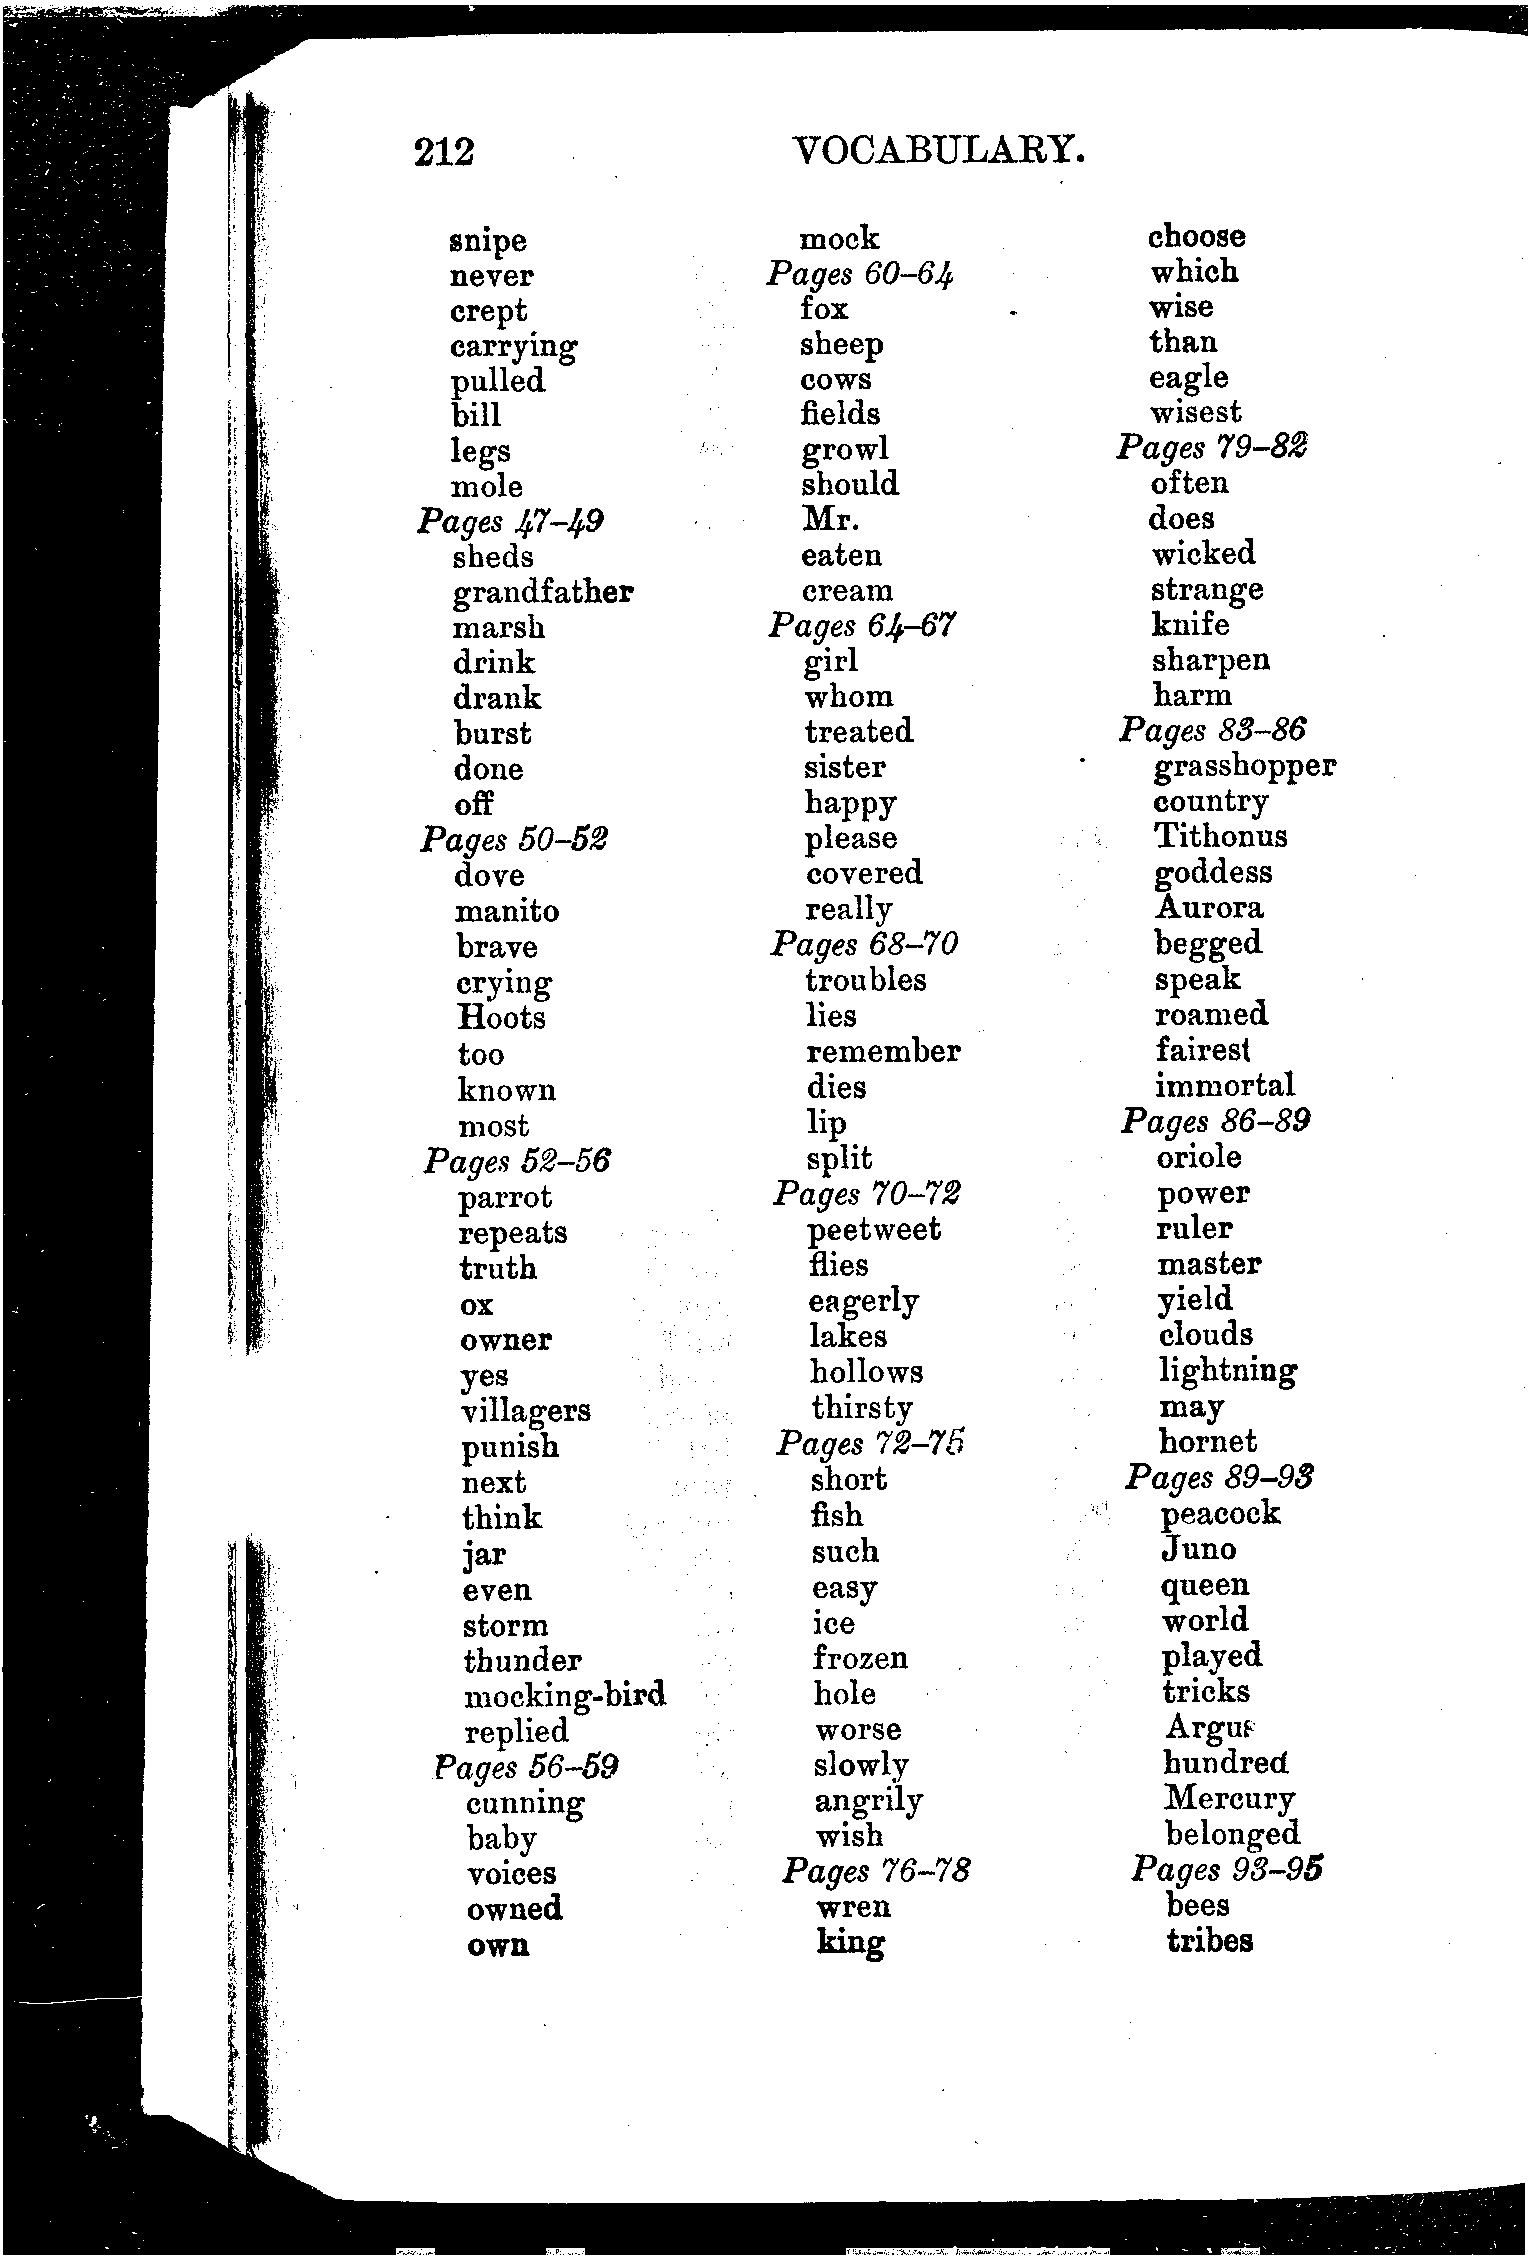 212
VOCABULARY.
snipe
never
crept
carrying
pulled
bill
legs
mole
Pages 47–49
sheds
grandfather
marsh
drink
drank
burst
done
off
Pages 50–52
dove
manito
brave
crying
Hoots
too
known
most
Pages 52–56
parrot
repeats
truth
ox
owner
yes
villagers
punish
next
think
jar
even
storm
thunder
mocking-bird
replied
Pages 56–59
cunning
baby
voices
owned
own
mock
Pages 60–64
fox
sheep
cows
fields
growl
should
Mr.
eaten
cream
Pages 64–67
girl
whom
treated
sister
happy
please
covered
really
Pages 68–70
troubles
lies
remember
dies
lip
split
Pages 70–72
peetweet
flies
eagerly
lakes
hollows
thirsty
Pages 72–75
short
fish
such
easy
ice
frozen
hole
worse
slowly
angrily
wish
Pages 76–78
wren
king
choose
which
wise
than
eagle
wisest
Pages 79–82
often
does
wicked
strange
knife
sharpen
harm
Pages 83–86
grasshopper
country
Tithonus
goddess
Aurora
begged
speak
roamed
fairest
immortal
Pages 86–89
oriole
power
ruler
master
yield
clouds
lightning
may
hornet
Pages 89–93
peacock
Juno
queen
world
played
tricks
Argus
hundred
Mercury
belonged
Pages 93–95
bees
tribes